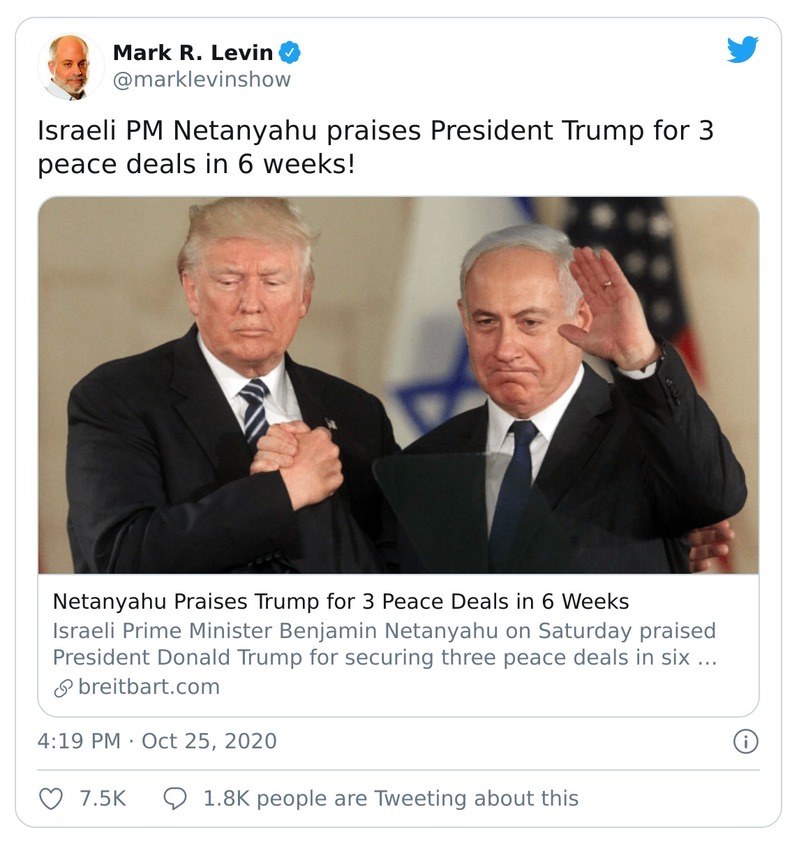 Mark R. Levin
@marklevinshow
Israeli PM Netanyahu praises President Trump for 3
peace deals in 6 weeks!
Netanyahu Praises Trump for 3 Peace Deals in 6 Weeks
Israeli Prime Minister Benjamin Netanyahu on Saturday praised
President Donald Trump for securing three peace deals in six ...
breitbart.com
4:19 PM · Oct 25, 2020
7.5K 1.8K people are Tweeting about this